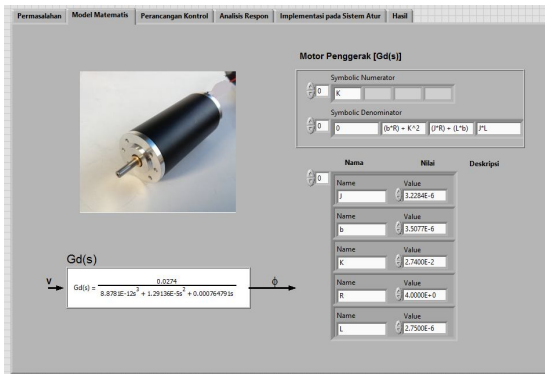 Permasalahan Model Matematis Perancangan Kontrol Analisis Respon Implementasi pada Sistem Atur Hasil
Motor Penggerak [Gd(s)]
Symbolic Numerator
0 K
Symbolic Denominator
0 0 (b*R) + K^2 (J*R) + (L*b) J*L
Nama Nilai Deskripsi
0
Name Value
J 3.2284E-6
Name Value
b 3.5077E-6
Name Value
K 2.7400E-2
Name Value
R 4.0000E+0
Name Value
L 2.7500E-6
Gd(s)
V
Gd(s) = 0.0274
8.8781E-12s^3 + 1.29136E-5s^2 + 0.000764791s
ϕ